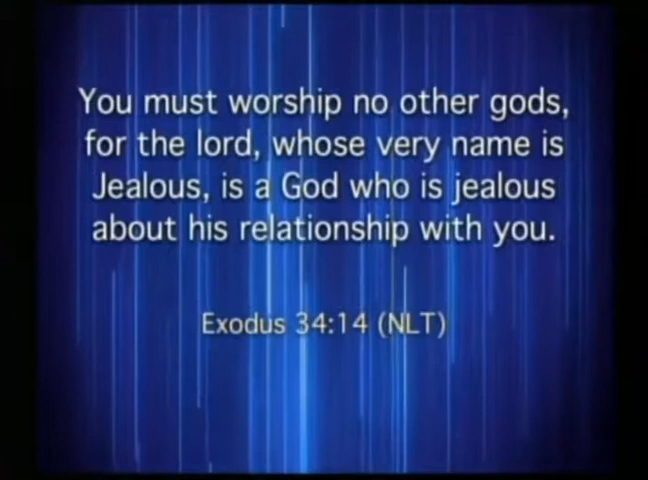 You must worship no other gods,
for the lord, whose very name is
Jealous, is a God who is jealous
about his relationship with you.
Exodus 34:14 (NLT)